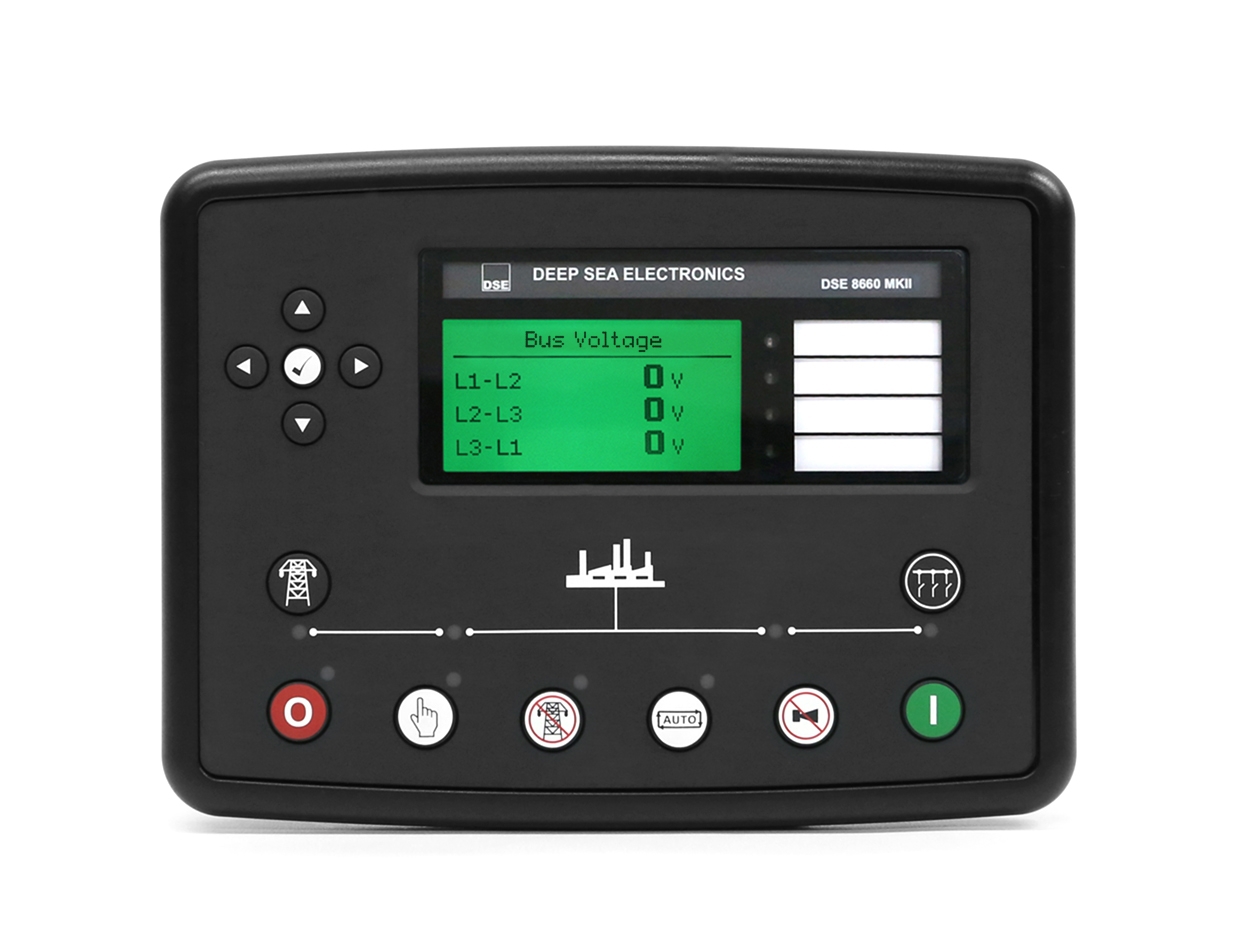 DSE
DEEP SEA ELECTRONICS
DSE 8660 MKII
Bus Voltage
L1-L2 0 V
L2-L3 0 V
L3-L1 0 V
O
AUTO
I